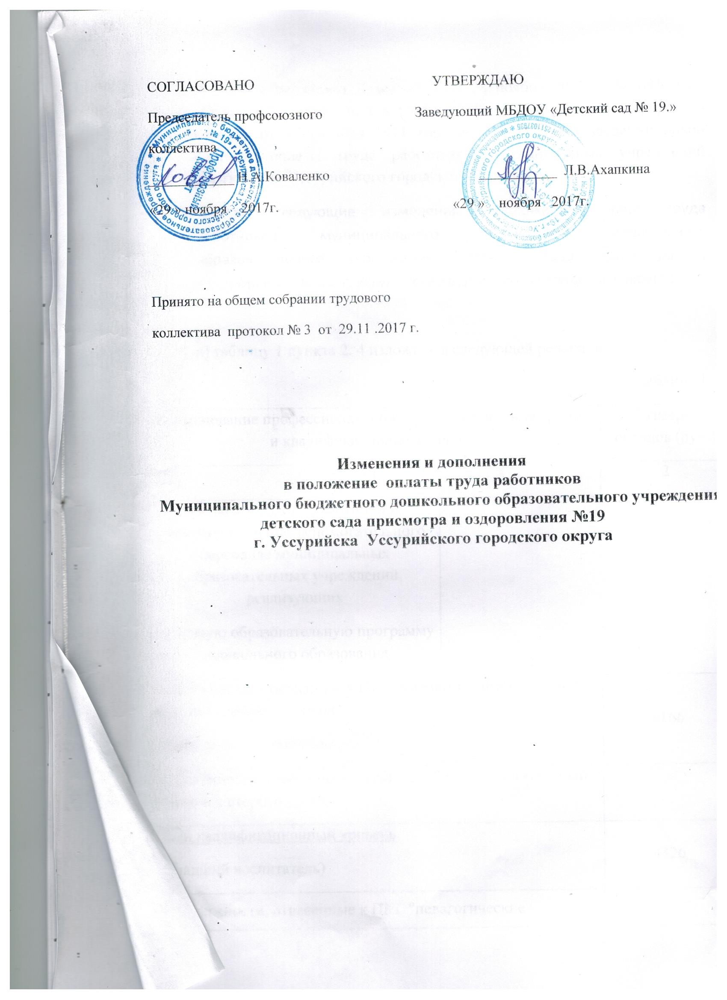 СОГЛАСОВАНО
Председатель профсоюзного
коллектива
Н.А.Коваленко
«29 » ноября 2017г.
УТВЕРЖДАЮ
Заведующий МБДОУ «Детский сад № 19.»
Л.В.Ахапкина
«29 » ноября 2017г.
Принято на общем собрании трудового
коллектива протокол № 3 от 29.11 .2017 г.
Изменения и дополнения
в положение оплаты труда работников
Муниципального бюджетного дошкольного образовательного учреждения
детского сада присмотра и оздоровления №19
г. Уссурийска Уссурийского городского округа
Профсоюзный
комитет